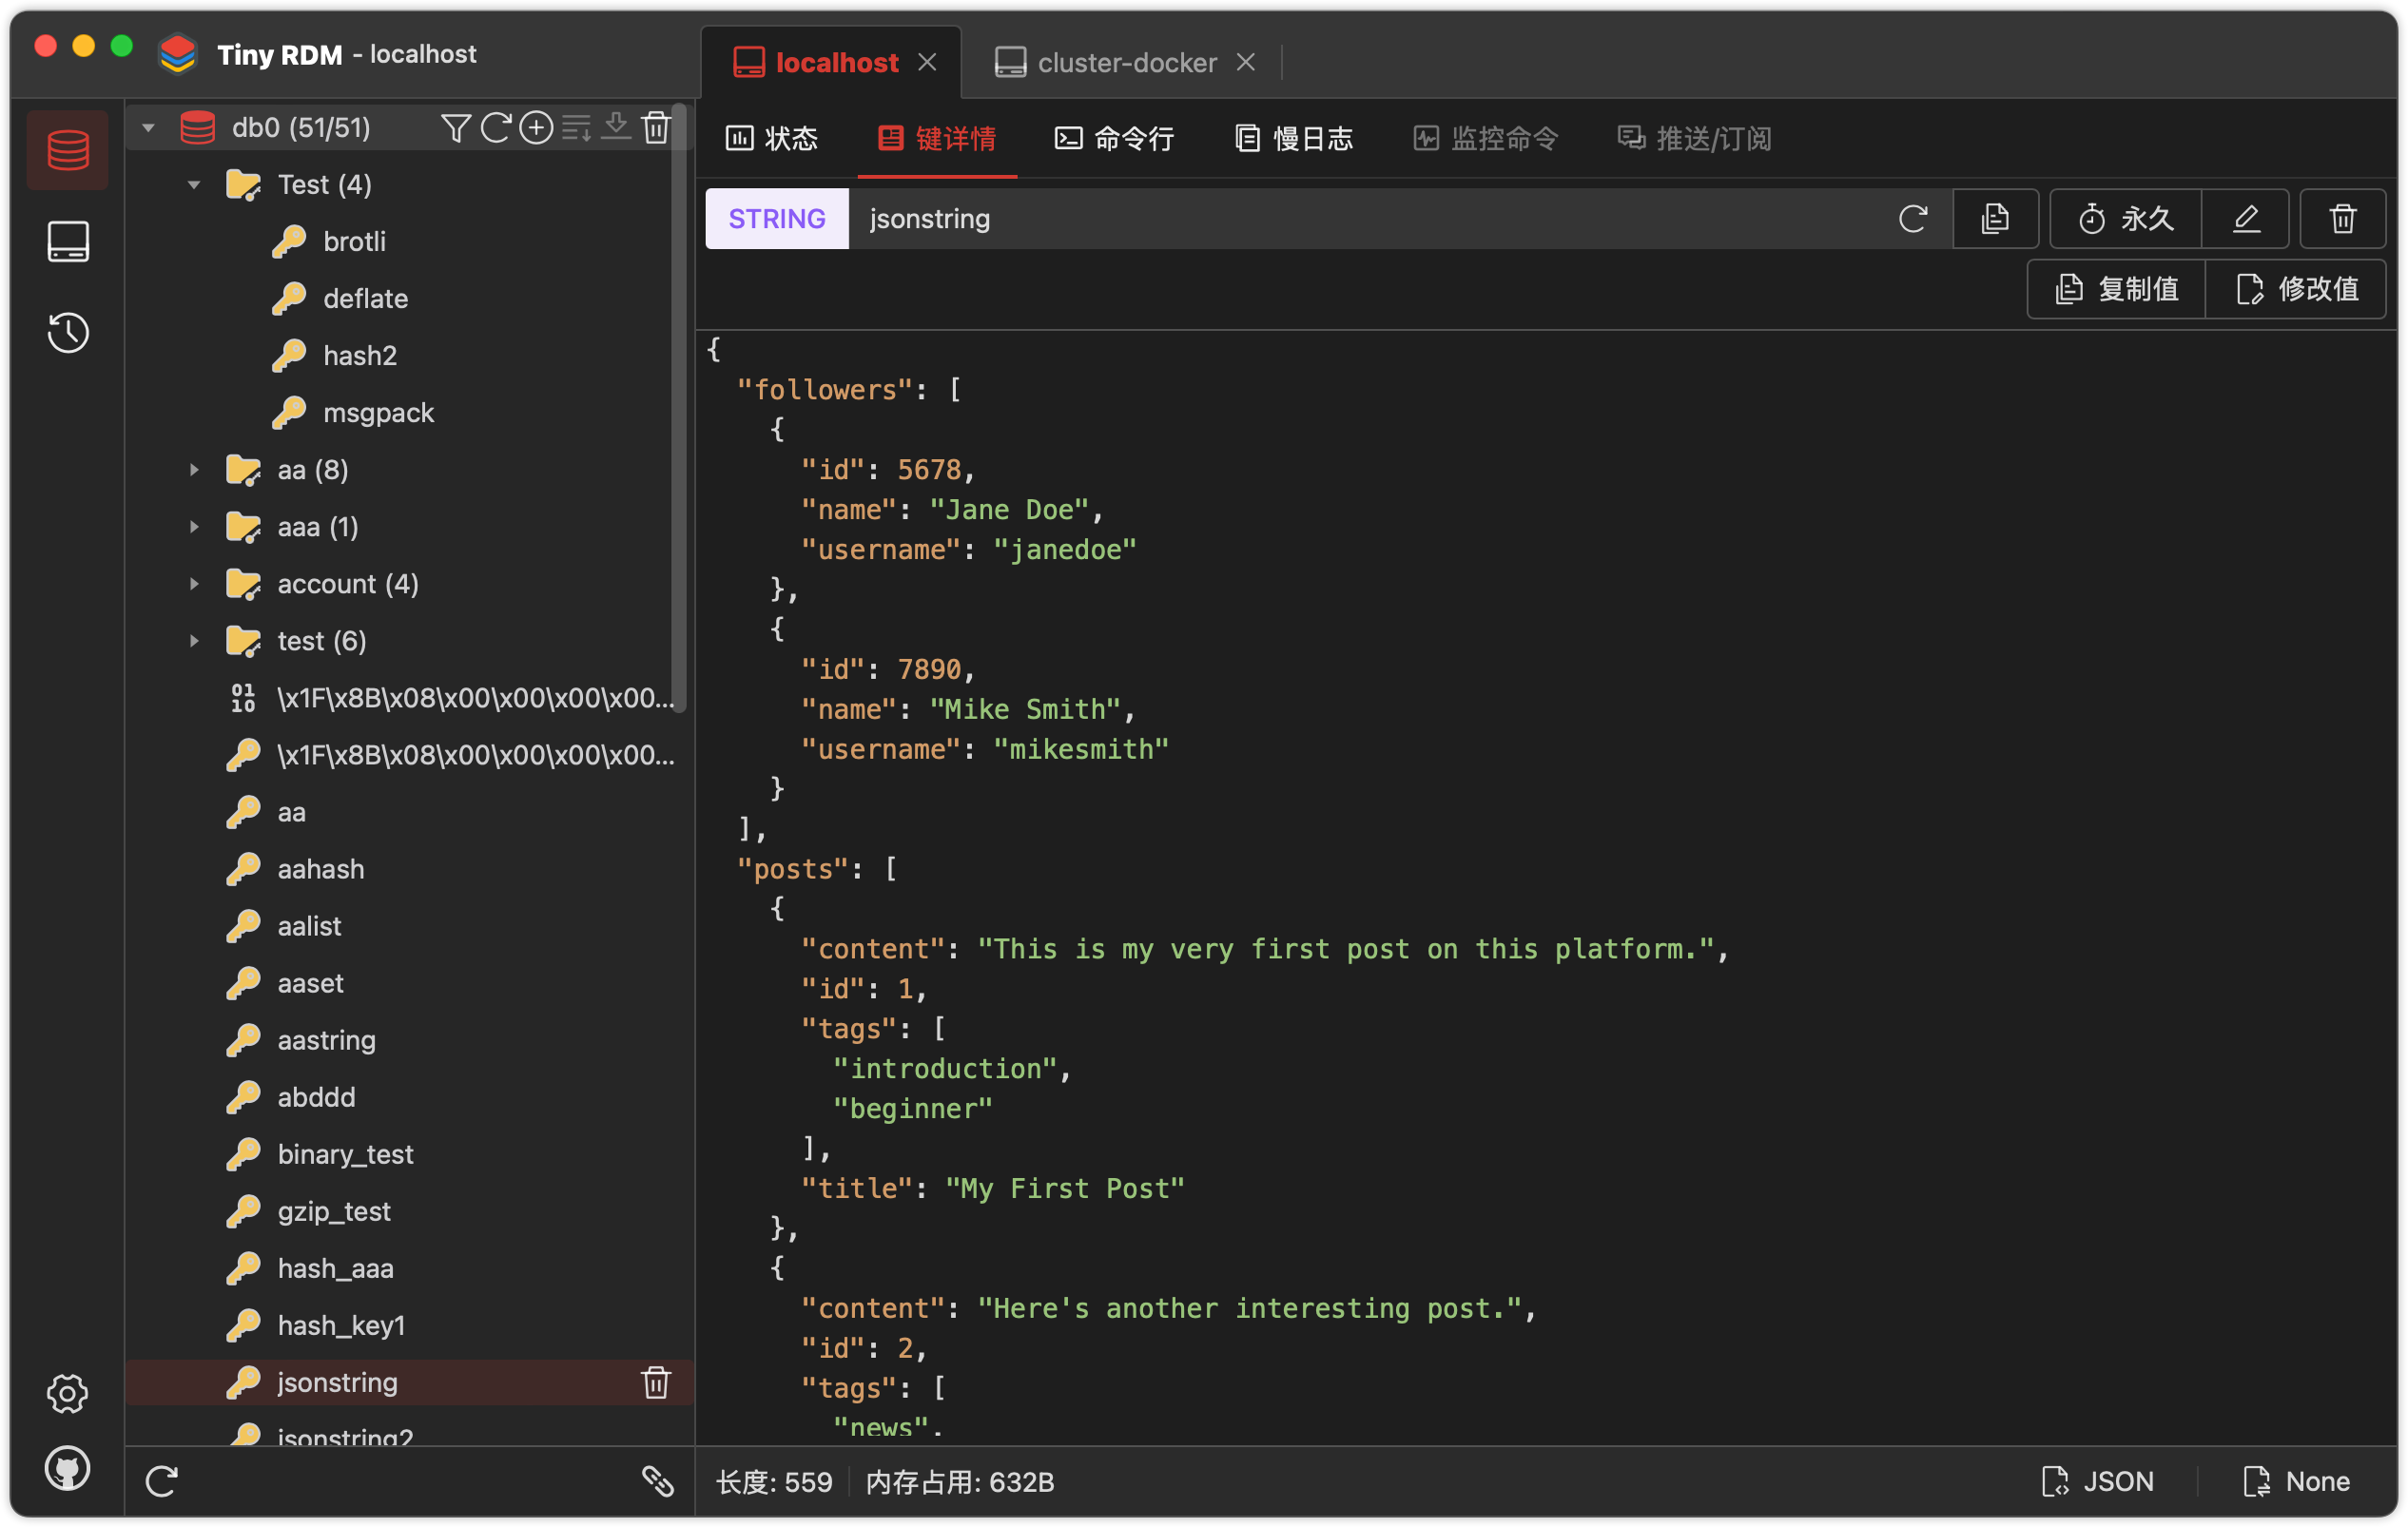 Tiny RDM - localhost
localhost
cluster-docker
db0 (51/51)
Test (4)
brotli
deflate
hash2
msgpack
aa (8)
aaa (1)
account (4)
test (6)
\x1F\x8B\x08\x00\x00\x00\x00...
\x1F\x8B\x08\x00\x00\x00\x00...
aa
aahash
aalist
aaset
aastring
abddd
binary_test
gzip_test
hash_aaa
hash_key1
jsonstring
jsonstring2
状态
键详情
命令行
慢日志
监控命令
推送/订阅
STRING
jsonstring
永久
复制值
修改值
{
"followers": [
{
"id": 5678,
"name": "Jane Doe",
"username": "janedoe"
},
{
"id": 7890,
"name": "Mike Smith",
"username": "mikesmith"
}
],
"posts": [
{
"content": "This is my very first post on this platform.",
"id": 1,
"tags": [
"introduction",
"beginner"
],
"title": "My First Post"
},
{
"content": "Here's another interesting post.",
"id": 2,
"tags": [
"news",
长度: 559
内存占用: 632B
JSON
None